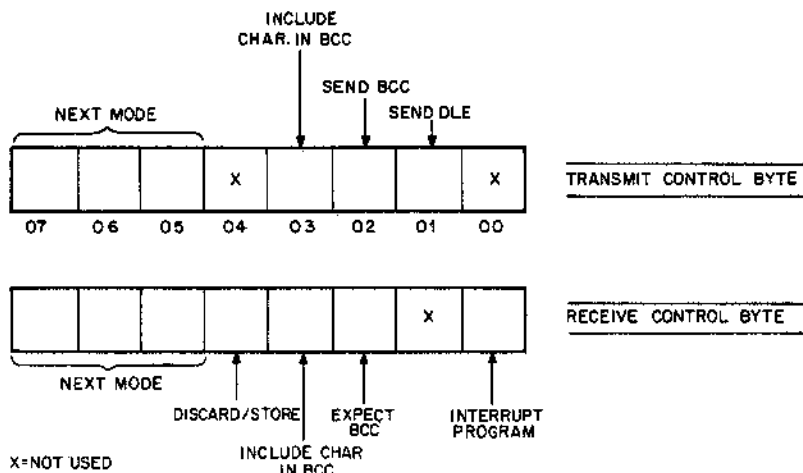 INCLUDE
CHAR. IN BCC
SEND BCC
NEXT MODE
SEND DLE
X
X
TRANSMIT CONTROL BYTE
07 06 05 04 03 02 01 00
X
RECEIVE CONTROL BYTE
NEXT MODE
DISCARD/STORE
EXPECT
BCC
INTERRUPT
PROGRAM
INCLUDE CHAR
IN BCC
X=NOT USED